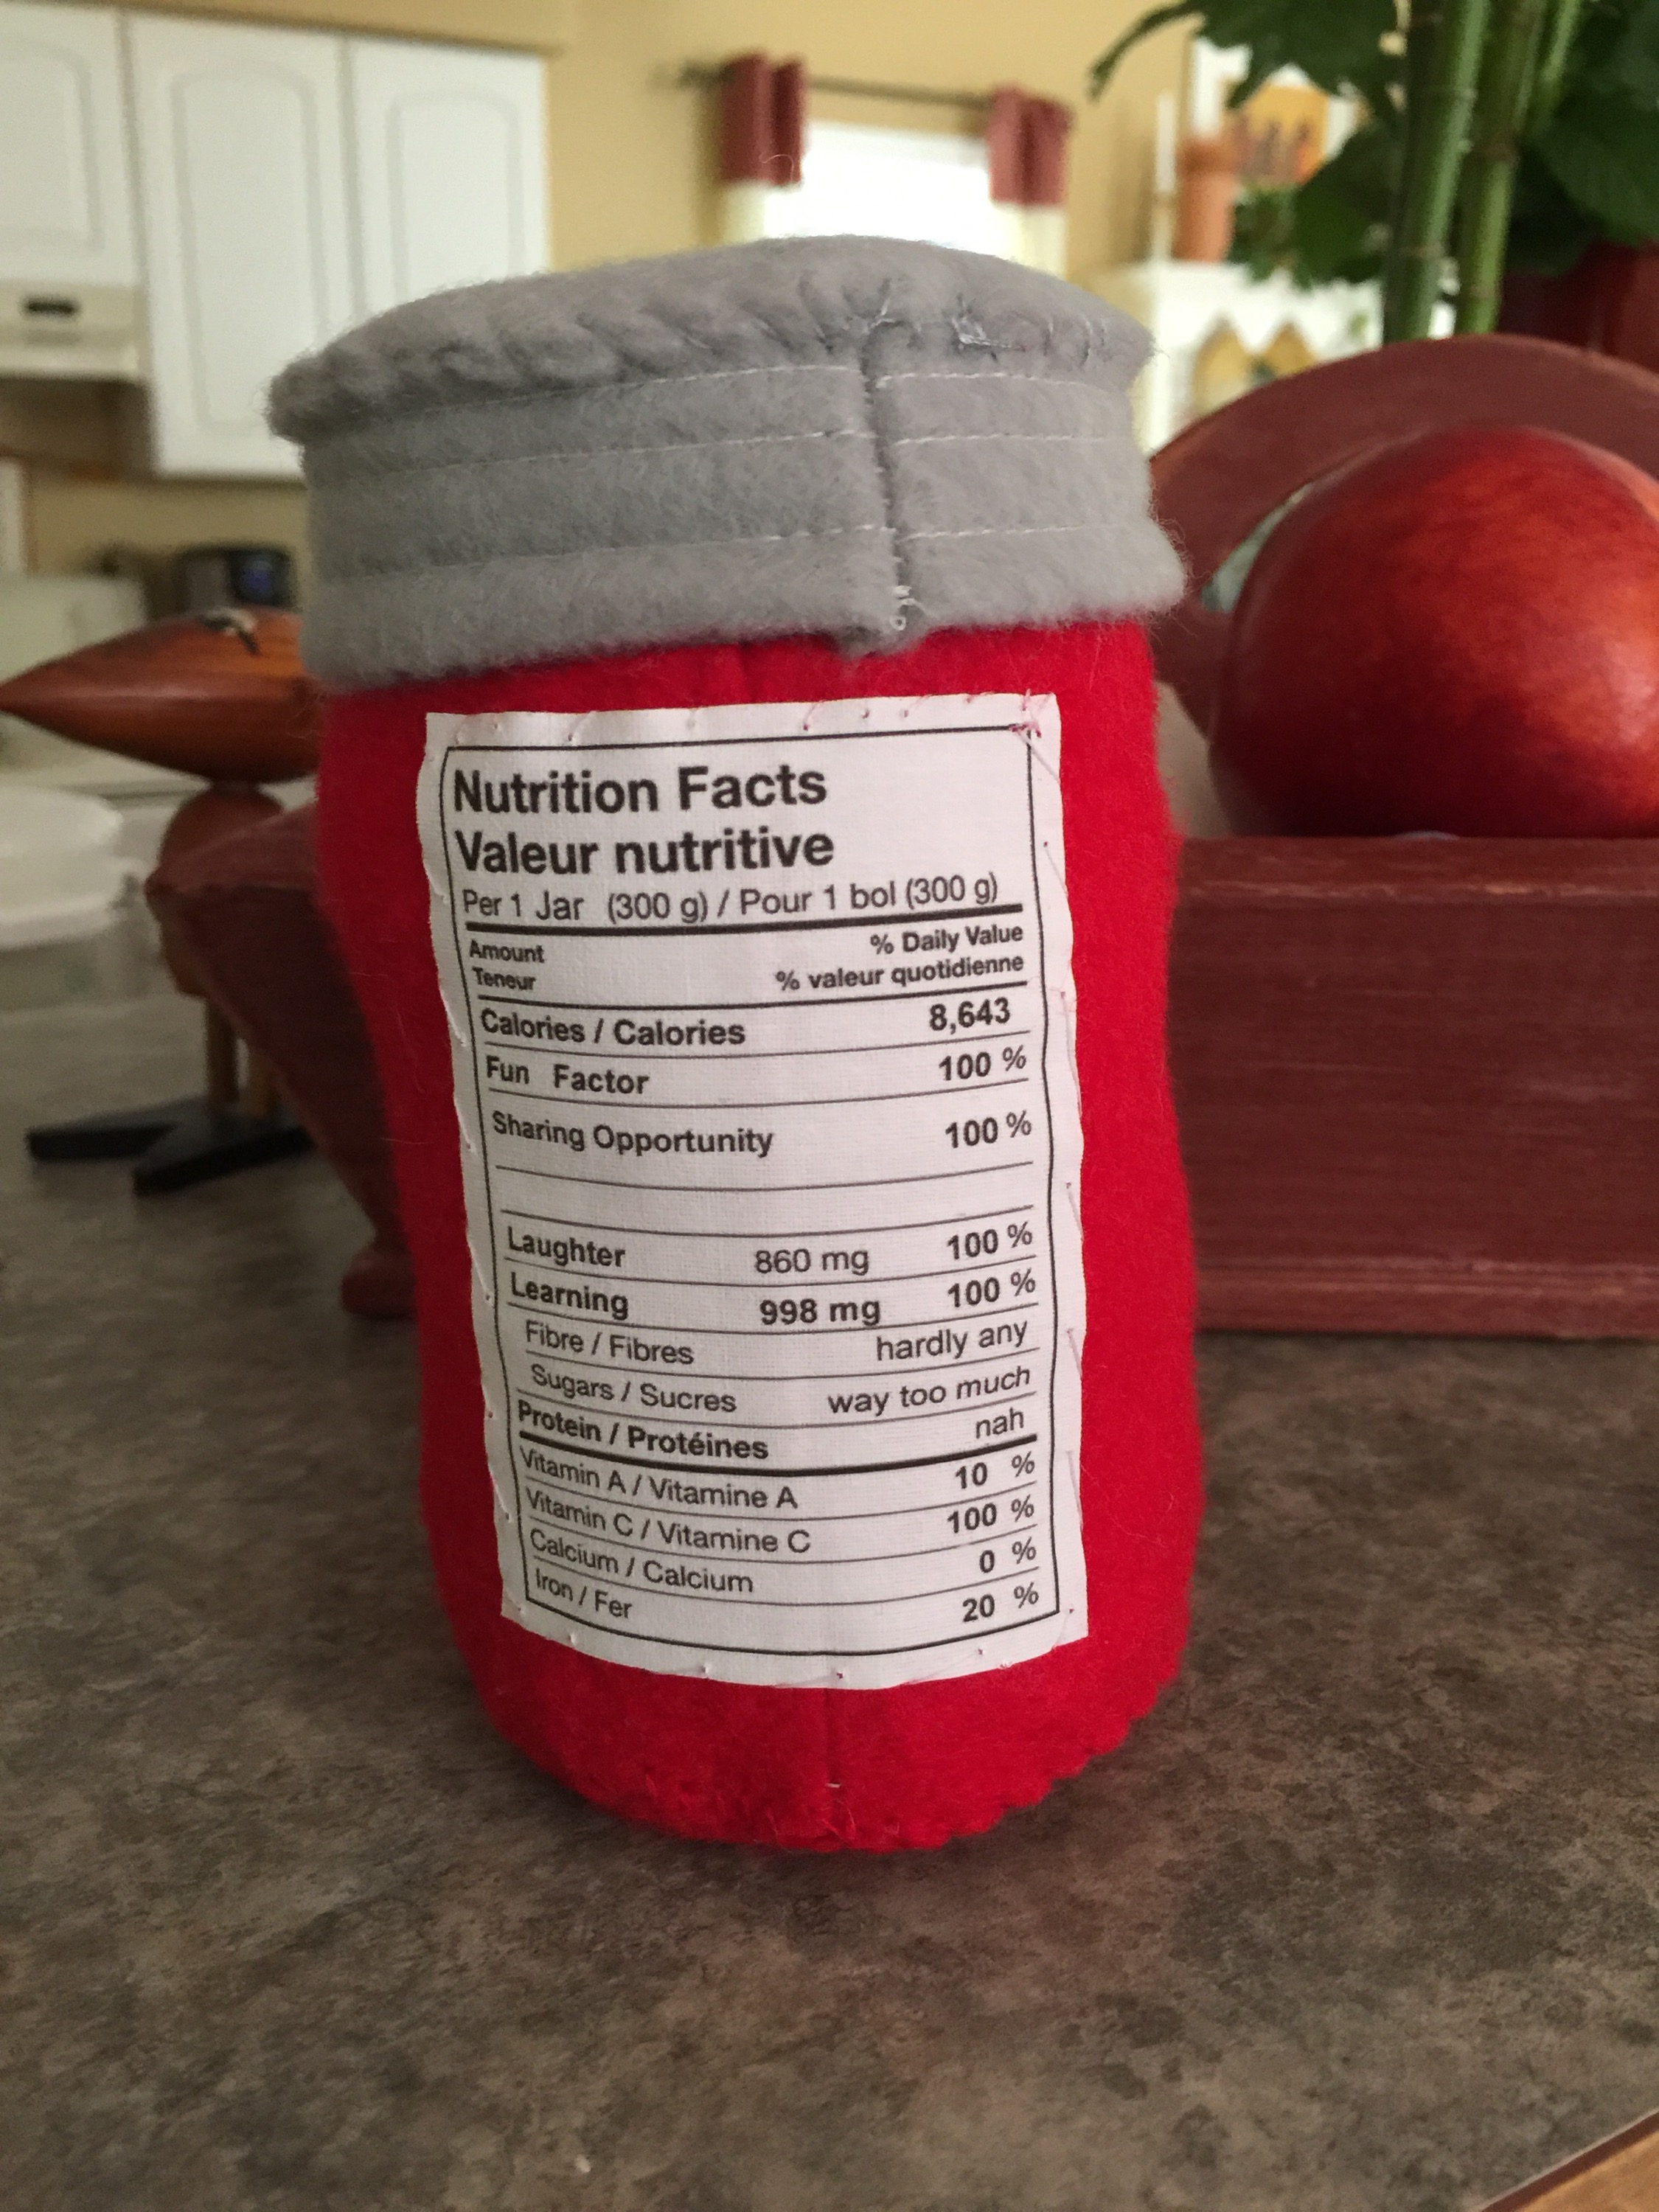 Nutrition Facts
Valeur nutritive
Per 1 Jar (300 g) / Pour 1 bol (300 g)
Amount % Daily Value
Teneur % valeur quotidienne
Calories / Calories 8,643
Fun Factor 100 %
Sharing Opportunity 100 %
Laughter 860 mg 100 %
Learning 998 mg 100 %
Fibre / Fibres hardly any
Sugars / Sucres way too much
Protein / Protéines nah
Vitamin A / Vitamine A 10 %
Vitamin C / Vitamine C 100 %
Calcium / Calcium 0 %
Iron / Fer 20 %